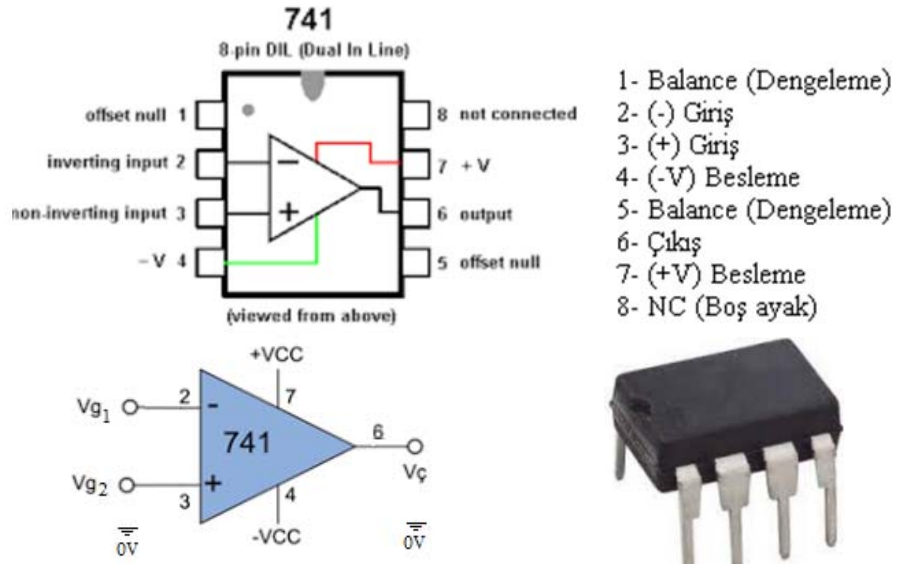 741
8-pin DIL (Dual In Line)
offset null 1
8 not connected
inverting input 2
7 + V
non-inverting input 3
6 output
- V 4
5 offset null
(viewed from above)
1- Balance (Dengeleme)
2- (-) Giriş
3- (+) Giriş
4- (-V) Besleme
5- Balance (Dengeleme)
6- Çıkış
7- (+V) Besleme
8- NC (Boş ayak)
+VCC
7
Vg1
2
-
741
6
Vç
Vg2
+
3
4
-VCC
0V
0V